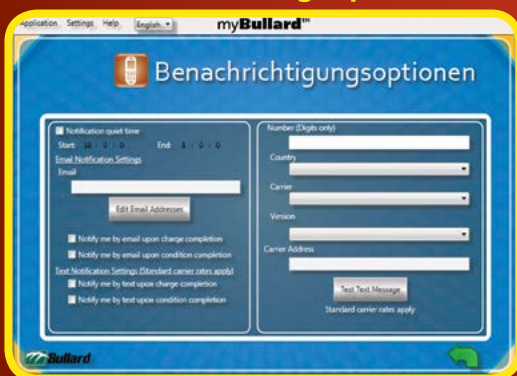 Application Settings Help English
myBullard™
Benachrichtigungsoptionen
Notification quiet time
Start: End:
Email Notification Settings
Email
Edit Email Addresses
Notify me by email upon charge completion
Notify me by email upon condition completion
Text Notification Settings (Standard carrier rates apply)
Notify me by text upon charge completion
Notify me by text upon condition completion
Number (Digits only)
Country
Carrier
Version
Carrier Address
Test Text Message
Standard carrier rates apply
Bullard